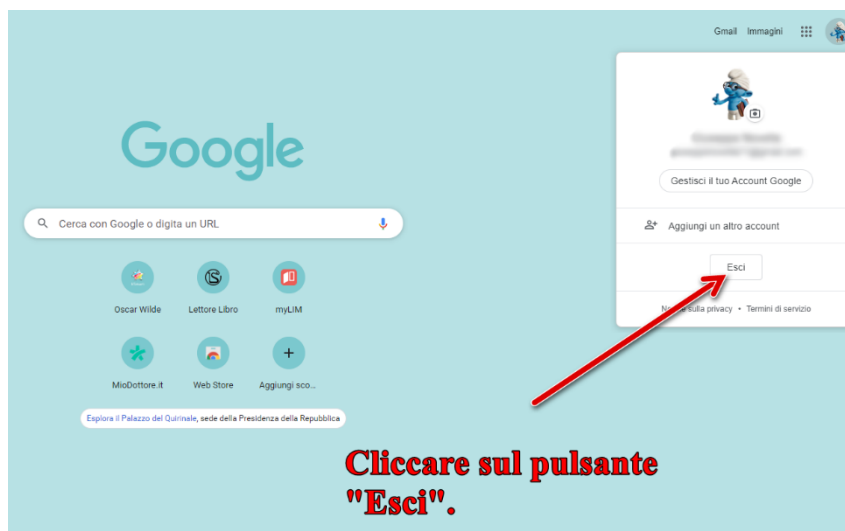 Gmail Immagini
Google
Gestisci il tuo Account Google
Cerca con Google o digita un URL
Aggiungi un altro account
Esci
Oscar Wilde Lettore Libro myLIM
sulla privacy • Termini di servizio
MioDottore.it Web Store Aggiungi sco...
Esplora il Palazzo del Quirinale, sede della Presidenza della Repubblica
Cliccare sul pulsante
"Esci".